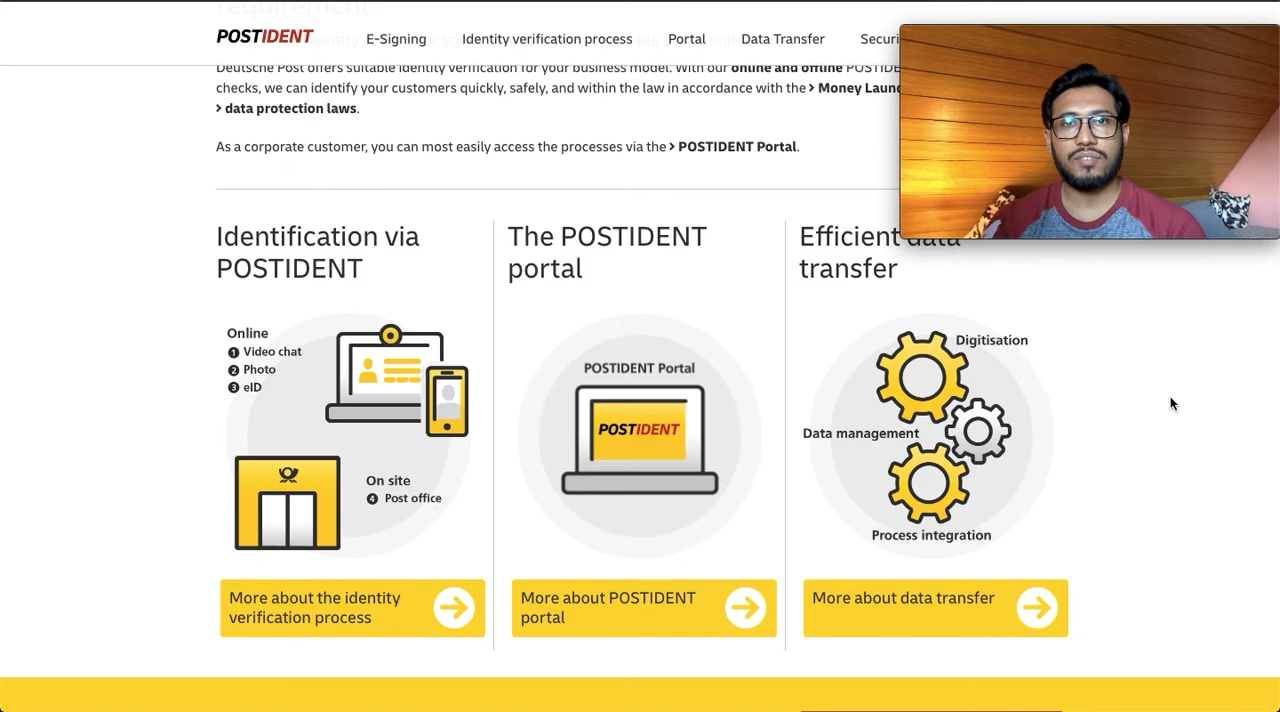 requirement
POSTIDENT
E-Signing
Identity verification process
Portal
Data Transfer
Deutsche Post offers suitable identity verification for your business model. With our online and offline
checks, we can identify your customers quickly, safely, and within the law in accordance with the › Money
› data protection laws.
As a corporate customer, you can most easily access the processes via the › POSTIDENT Portal.
Identification via
POSTIDENT
Online
1 Video chat
2 Photo
3 eID
On site
4 Post office
More about the identity
verification process
The POSTIDENT
portal
POSTIDENT Portal
POSTIDENT
More about POSTIDENT
portal
Efficient data
transfer
Digitisation
Data management
Process integration
More about data transfer